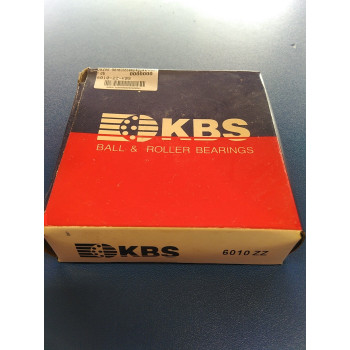 KBS
BALL & ROLLER BEARINGS
KBS
6010 ZZ